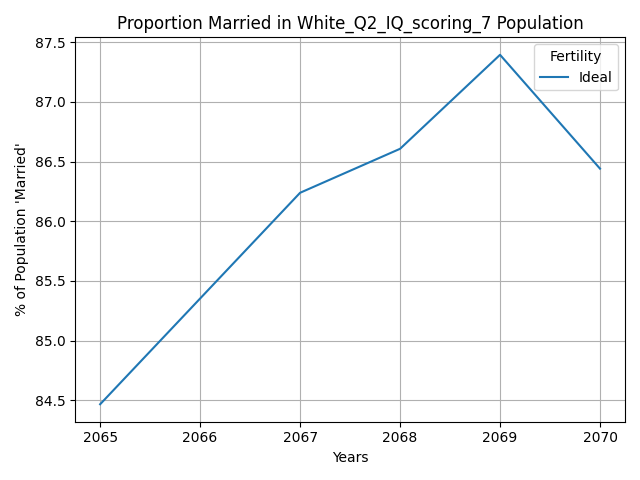 Proportion Married in White_Q2_IQ_scoring_7 Population
Fertility
Ideal
% of Population 'Married'
87.5
87.0
86.5
86.0
85.5
85.0
84.5
2065 2066 2067 2068 2069 2070
Years